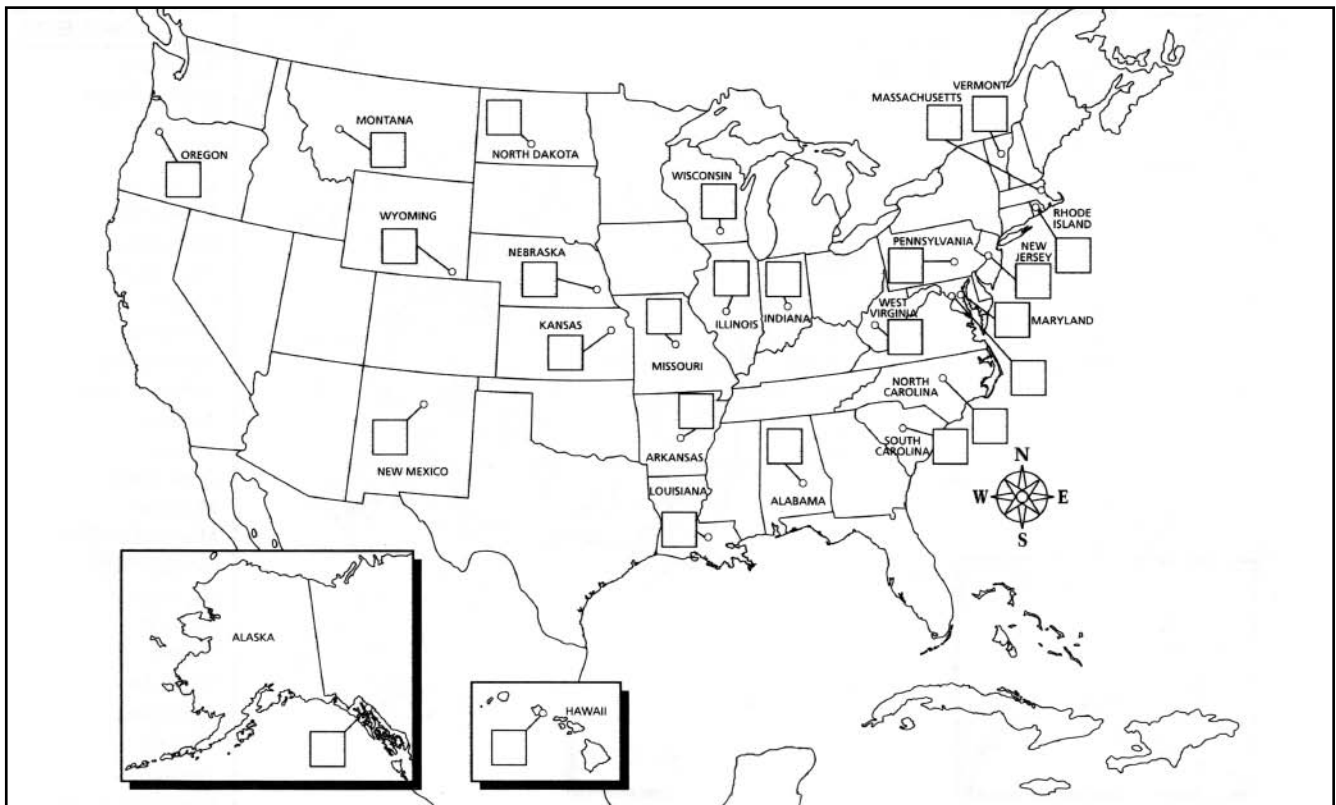 VERMONT
MASSACHUSETTS
MONTANA
NORTH DAKOTA
OREGON
WISCONSIN
WYOMING
RHODE
ISLAND
PENNSYLVANIA
NEW
JERSEY
NEBRASKA
WEST
VIRGINIA
MARYLAND
ILLINOIS
INDIANA
KANSAS
MISSOURI
NORTH
CAROLINA
SOUTH
CAROLINA
ARKANSAS
NEW MEXICO
LOUISIANA
ALABAMA
N
W
E
S
ALASKA
HAWAII